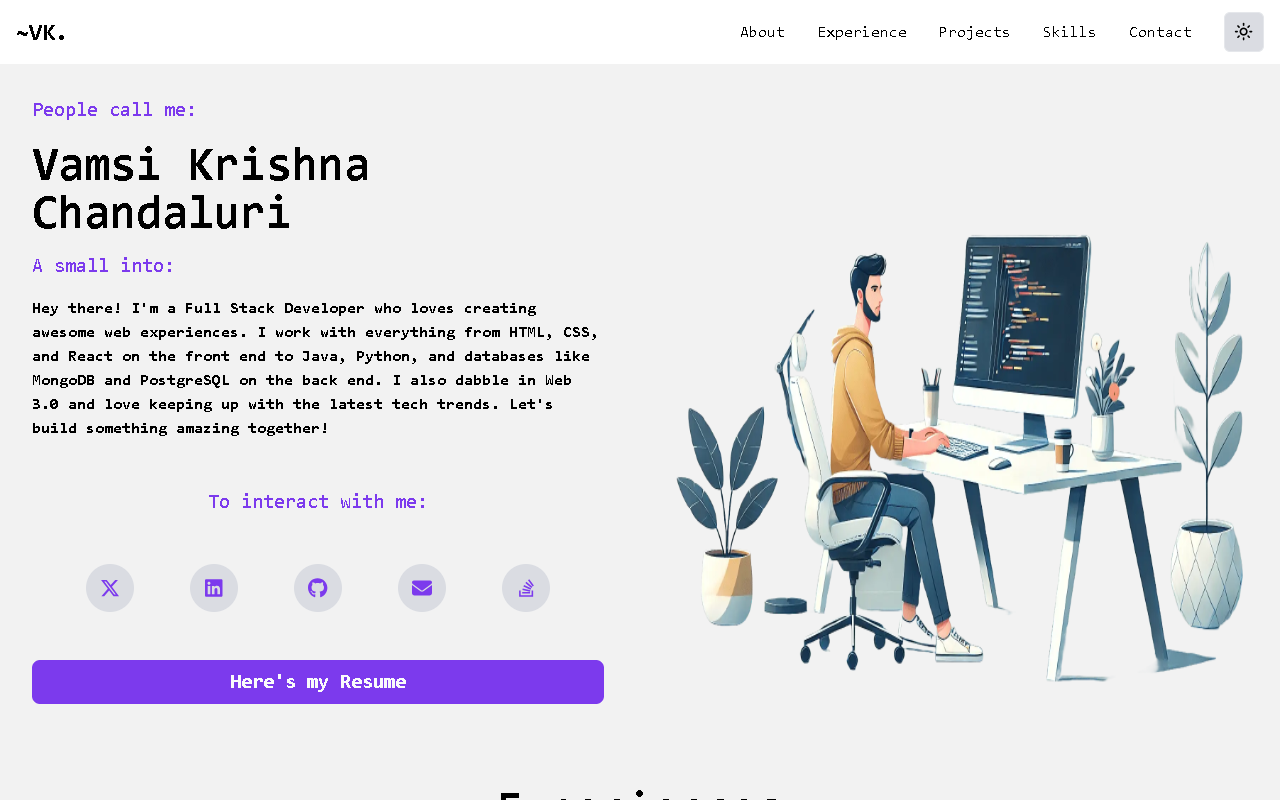 ~VK.
About Experience Projects Skills Contact
People call me:
Vamsi Krishna
Chandaluri
A small into:
Hey there! I'm a Full Stack Developer who loves creating
awesome web experiences. I work with everything from HTML, CSS,
and React on the front end to Java, Python, and databases like
MongoDB and PostgreSQL on the back end. I also dabble in Web
3.0 and love keeping up with the latest tech trends. Let's
build something amazing together!
To interact with me:
Here's my Resume